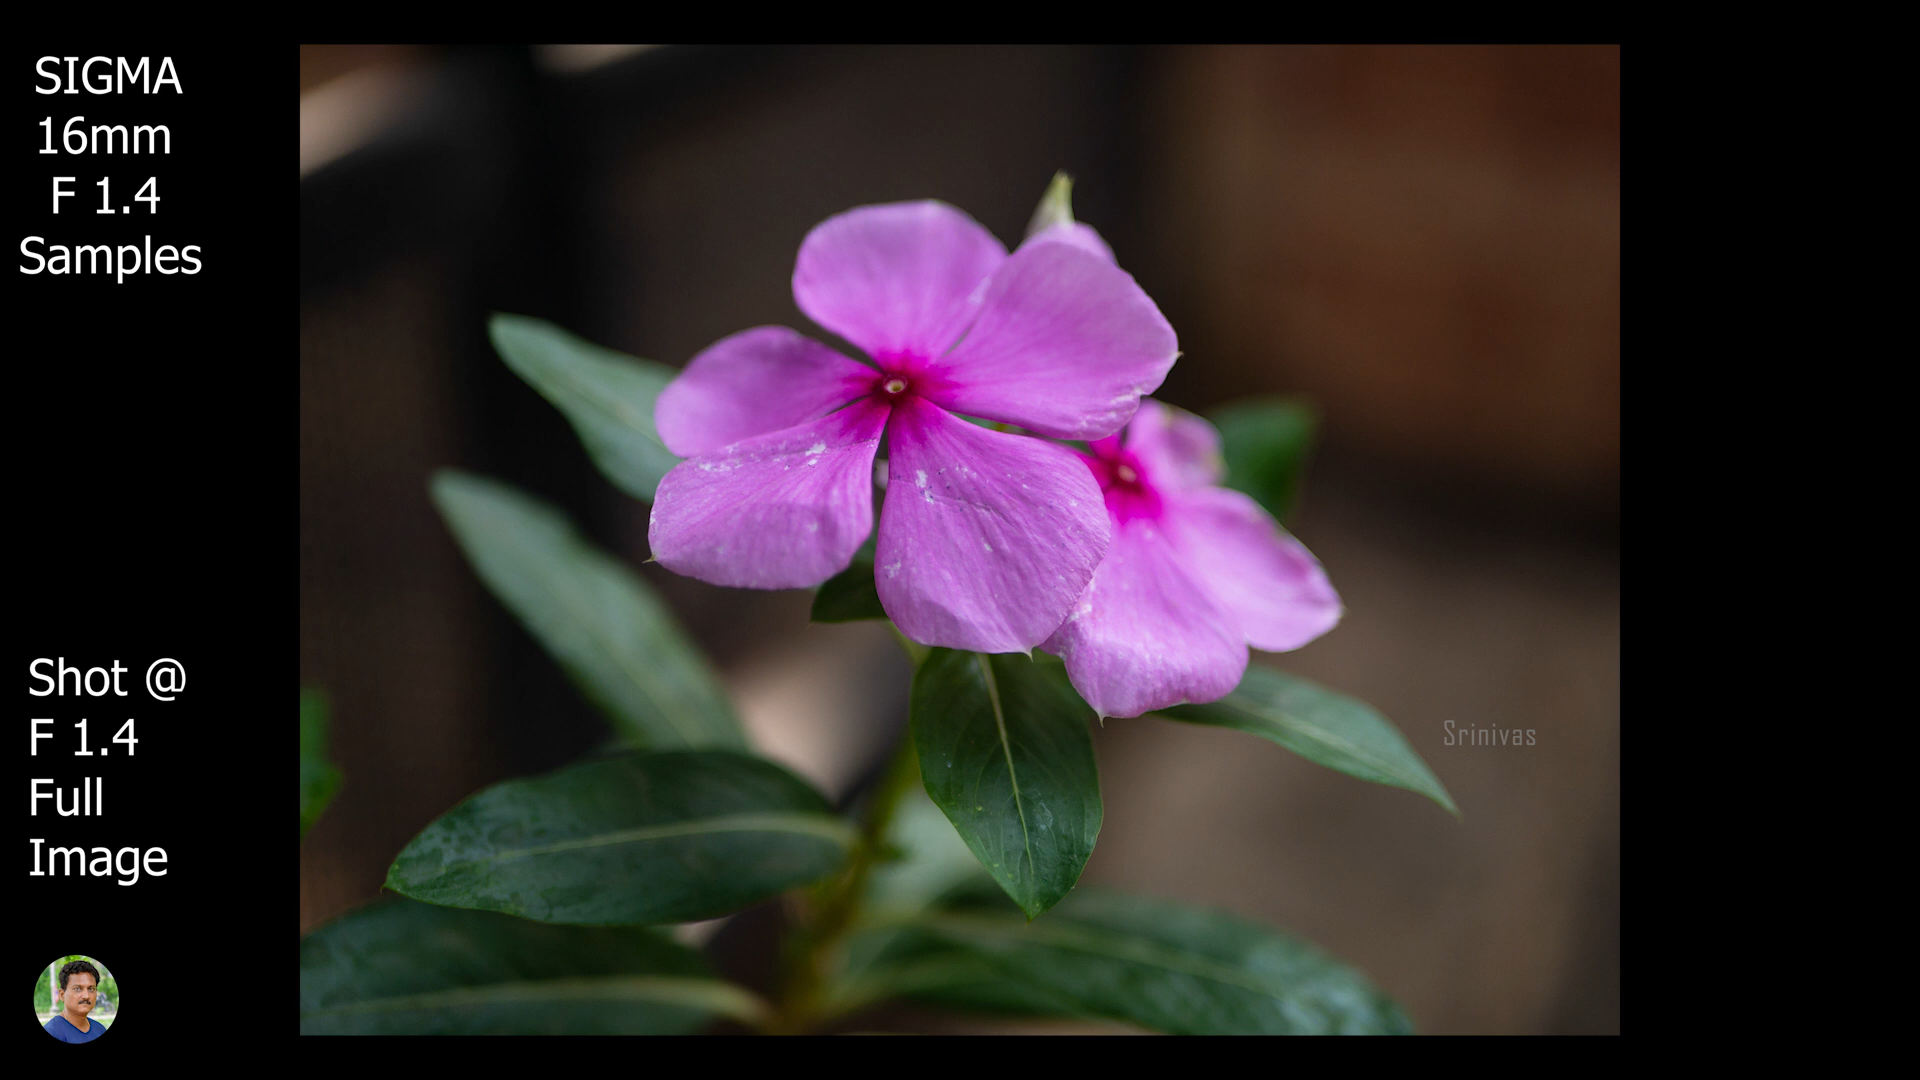 SIGMA
16mm
F 1.4
Samples
Shot @
F 1.4
Full
Image
Srinivas